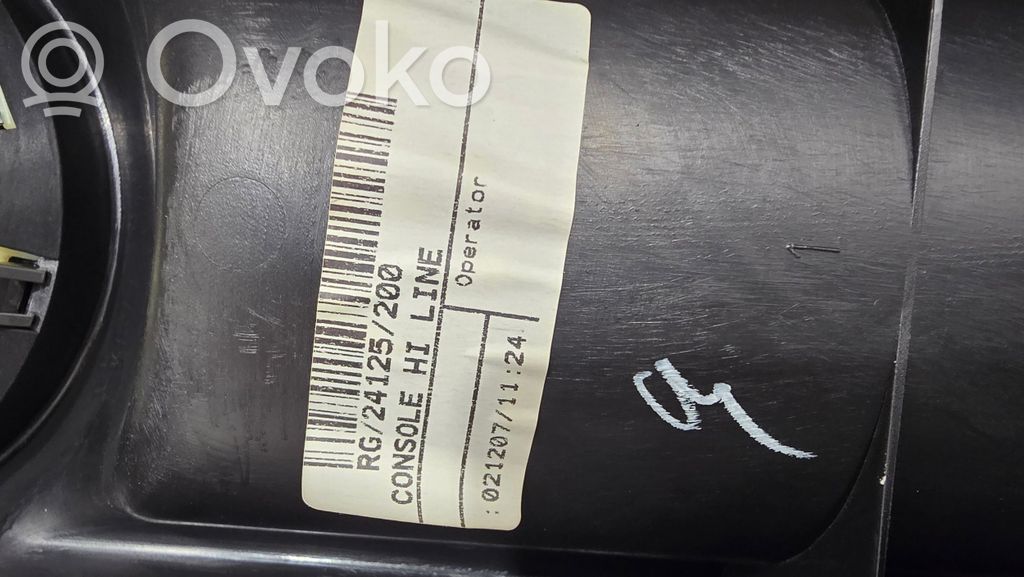 Ovoko
RG/24125/200
CONSOLE HI LINE
Operator
:021207/11:24